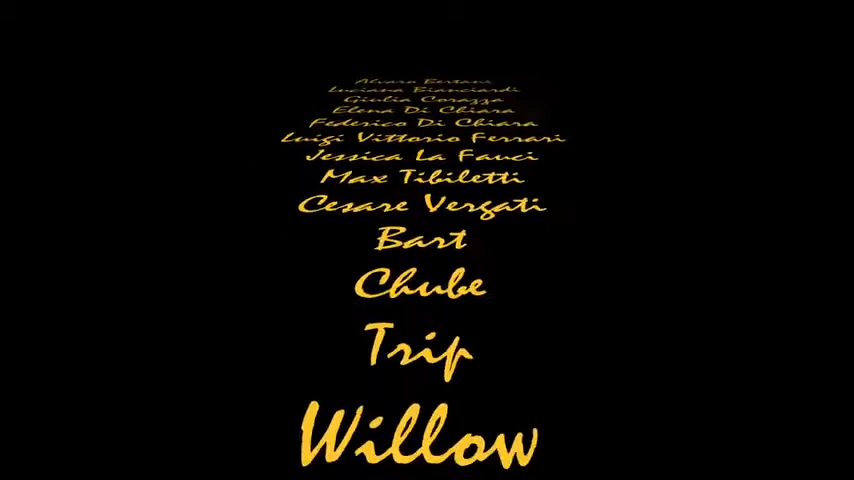 Alvaro Bertani
Luciana Bianciardi
Giulia Corazza
Elena Di Chiara
Federico Di Chiara
Luigi Vittorio Ferrari
Jessica La Fauci
Max Tibiletti
Cesare Vergati
Bart
Chube
Trip
Willow